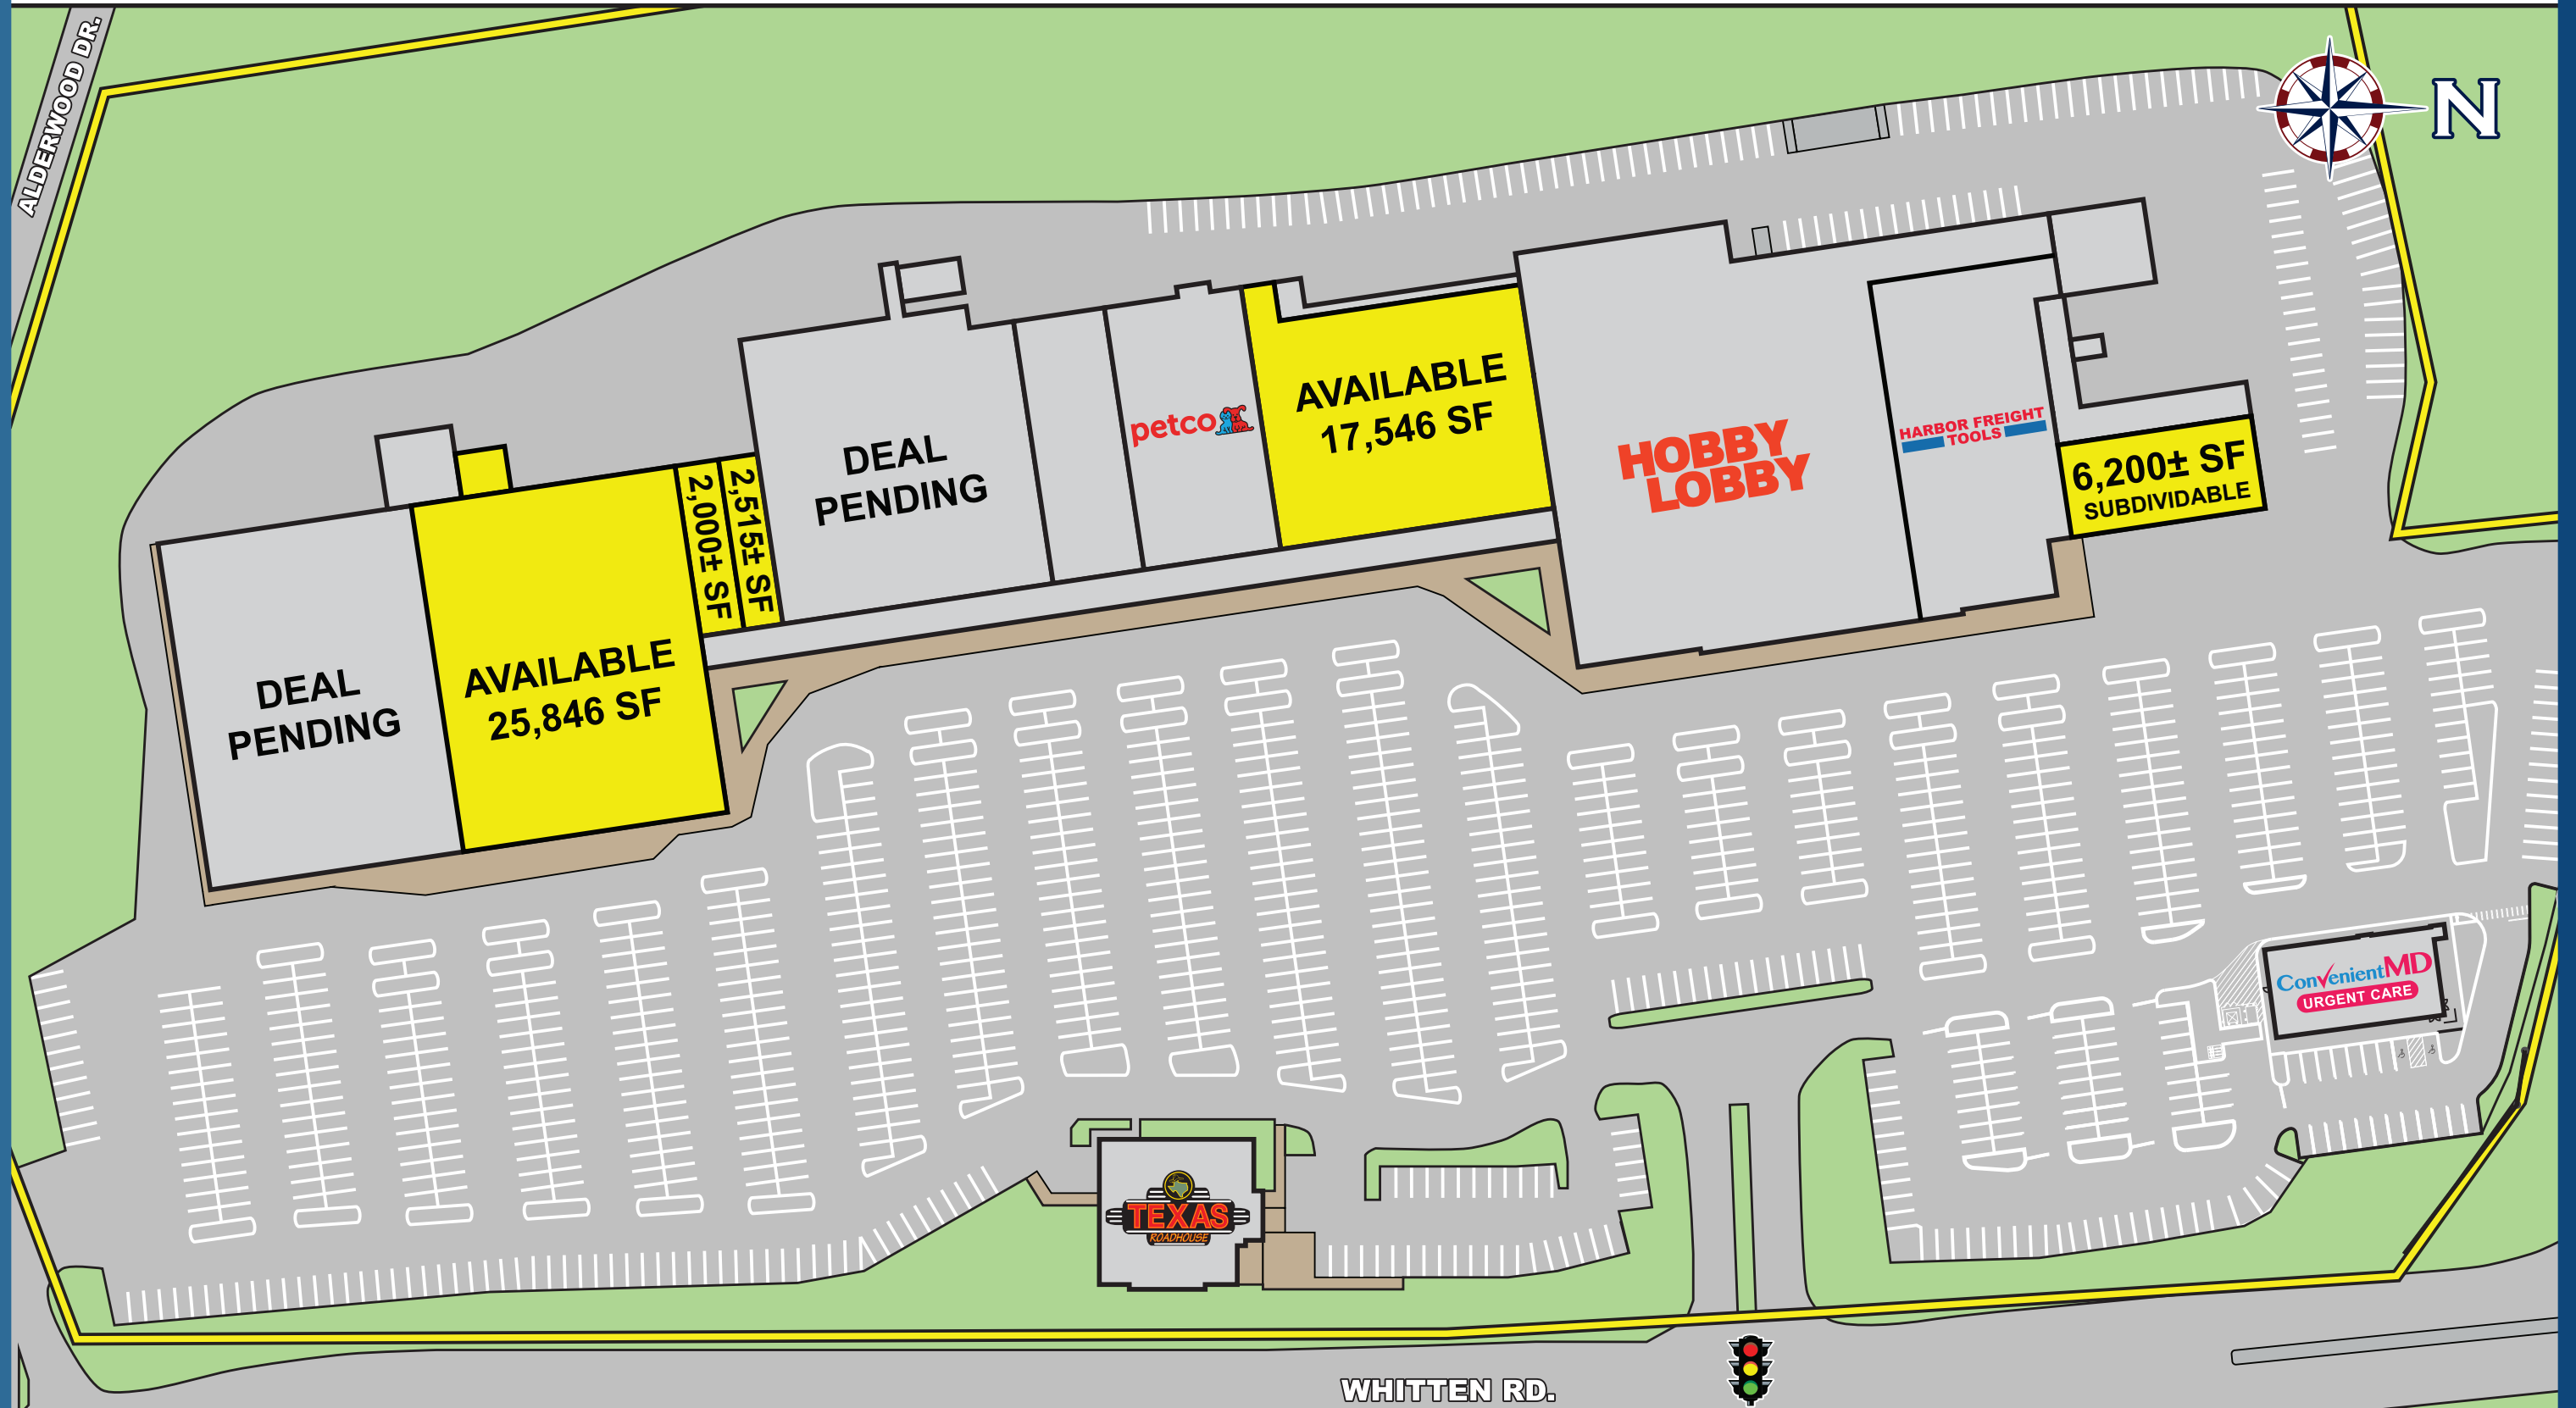 ALDERWOOD DR.
N
DEAL
PENDING
AVAILABLE
25,846 SF
2,000± SF
2,515± SF
DEAL
PENDING
petco
AVAILABLE
17,546 SF
HOBBY
LOBBY
HARBOR FREIGHT
TOOLS
6,200± SF
SUBDIVIDABLE
ConvenientMD
URGENT CARE
TEXAS
ROADHOUSE
WHITTEN RD.